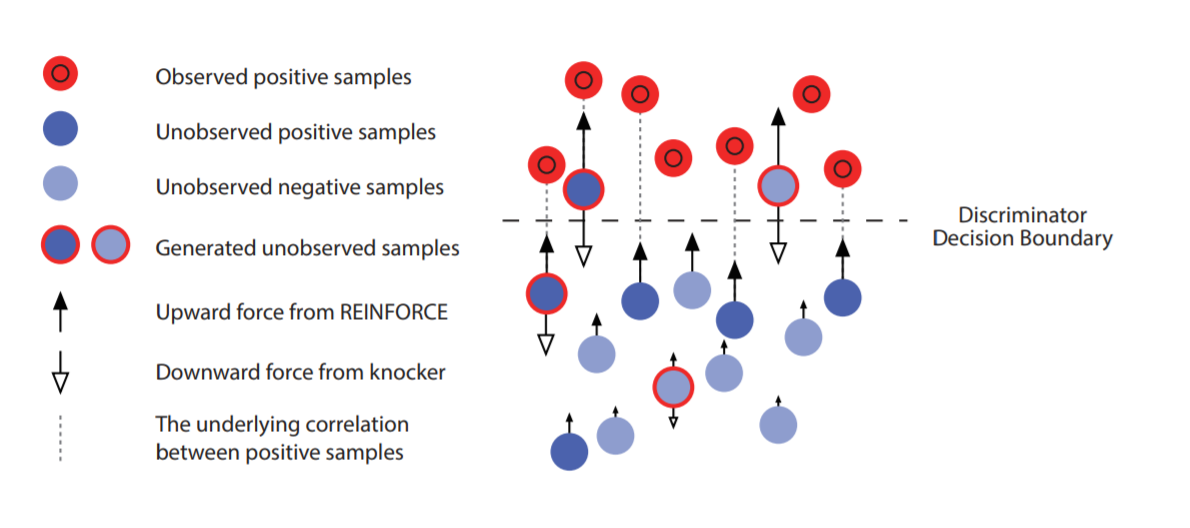 Observed positive samples
Unobserved positive samples
Unobserved negative samples
Generated unobserved samples
Upward force from REINFORCE
Downward force from knocker
The underlying correlation
between positive samples
Discriminator
Decision Boundary